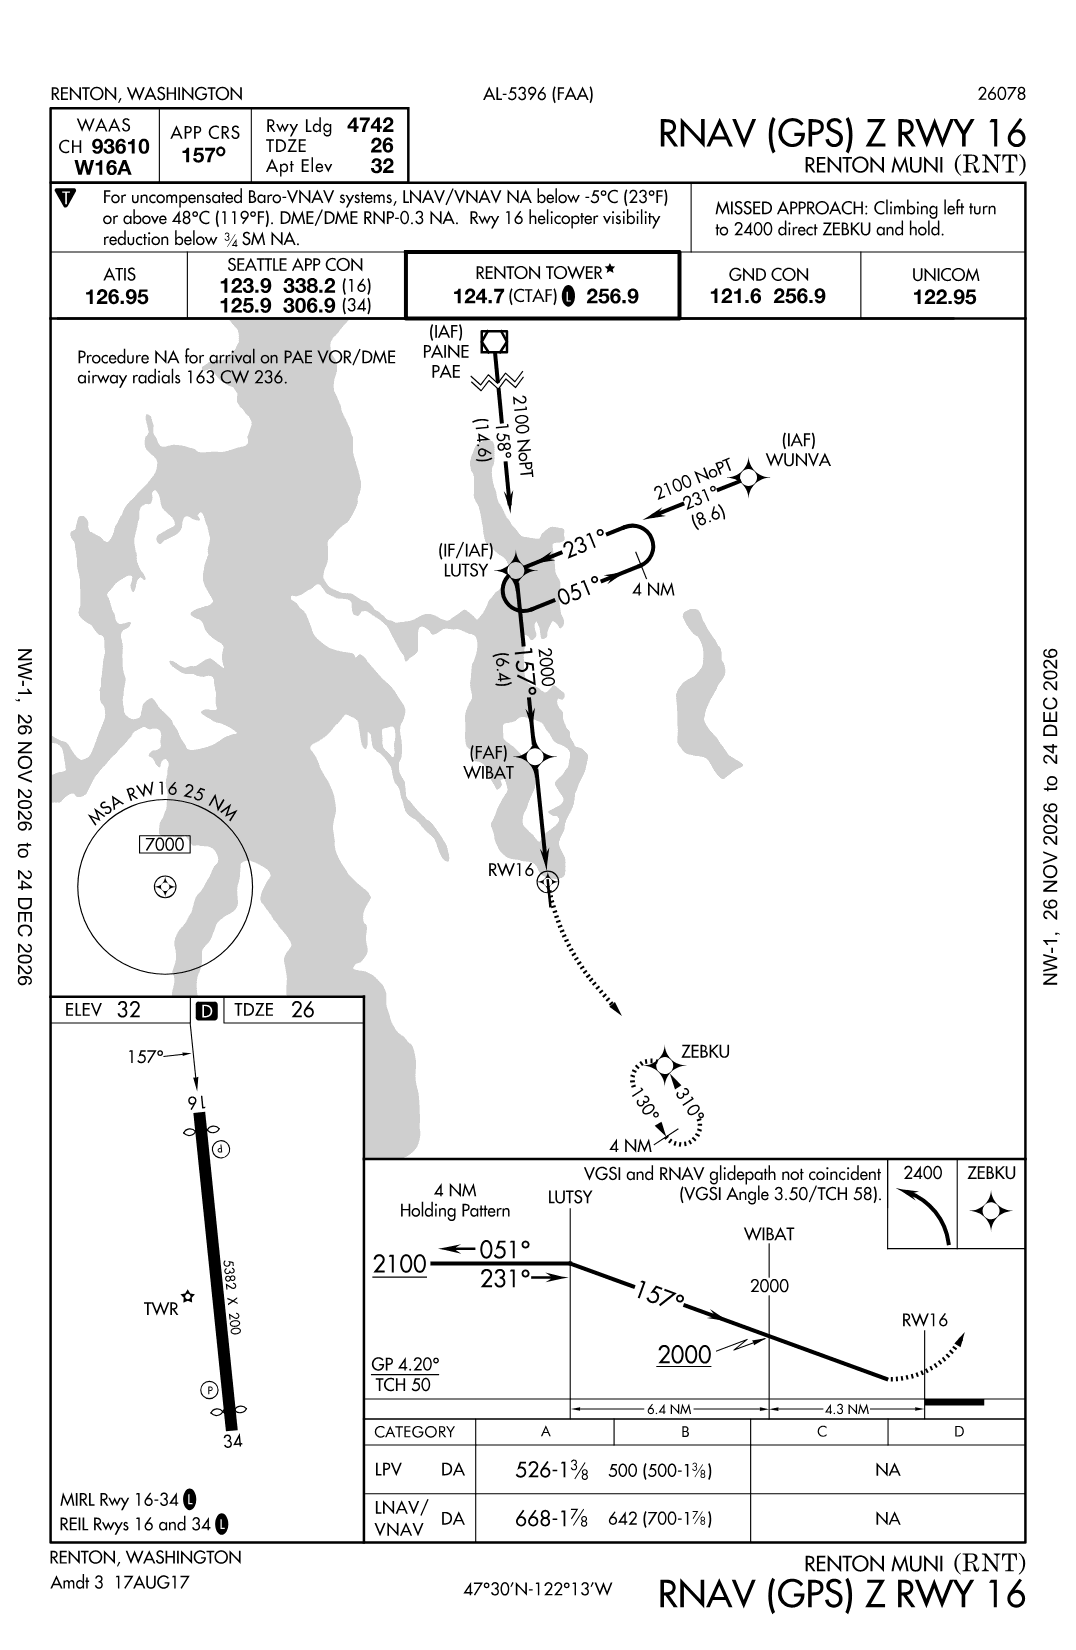 RENTON, WASHINGTON
AL-5396 (FAA)
26078
WAAS
CH 93610
W16A
APP CRS
157°
Rwy Ldg 4742
TDZE 26
Apt Elev 32
RNAV (GPS) Z RWY 16
RENTON MUNI (RNT)
T
For uncompensated Baro-VNAV systems, LNAV/VNAV NA below -5°C (23°F)
or above 48°C (119°F). DME/DME RNP-0.3 NA. Rwy 16 helicopter visibility
reduction below ¾ SM NA.
MISSED APPROACH: Climbing left turn
to 2400 direct ZEBKU and hold.
ATIS
126.95
SEATTLE APP CON
123.9 338.2 (16)
125.9 306.9 (34)
RENTON TOWER★
124.7 (CTAF) L 256.9
GND CON
121.6 256.9
UNICOM
122.95
Procedure NA for arrival on PAE VOR/DME
airway radials 163 CW 236.
(IAF)
PAINE
PAE
2100 NoPT
158°
(14.6)
(IAF)
WUNVA
2100 NoPT
231°
(8.6)
(IF/IAF)
LUTSY
231°
051°
4 NM
2000
157°
(6.4)
(FAF)
WIBAT
RW16
MSA RW16 25 NM
7000
ZEBKU
130°
310°
4 NM
NW-1, 26 NOV 2026 to 24 DEC 2026
NW-1, 26 NOV 2026 to 24 DEC 2026
ELEV 32
D
TDZE 26
157°
16
P
5382 X 200
TWR
P
34
MIRL Rwy 16-34 L
REIL Rwys 16 and 34 L
VGSI and RNAV glidepath not coincident
(VGSI Angle 3.50/TCH 58).
2400
ZEBKU
4 NM
Holding Pattern
LUTSY
WIBAT
2100
051°
231°
157°
2000
2000
RW16
GP 4.20°
TCH 50
6.4 NM
4.3 NM
CATEGORY A B C D
LPV DA 526-1⅜ 500 (500-1⅜) NA
LNAV/
VNAV DA 668-1⅞ 642 (700-1⅞) NA
RENTON, WASHINGTON
Amdt 3 17AUG17
47°30'N-122°13'W
RENTON MUNI (RNT)
RNAV (GPS) Z RWY 16